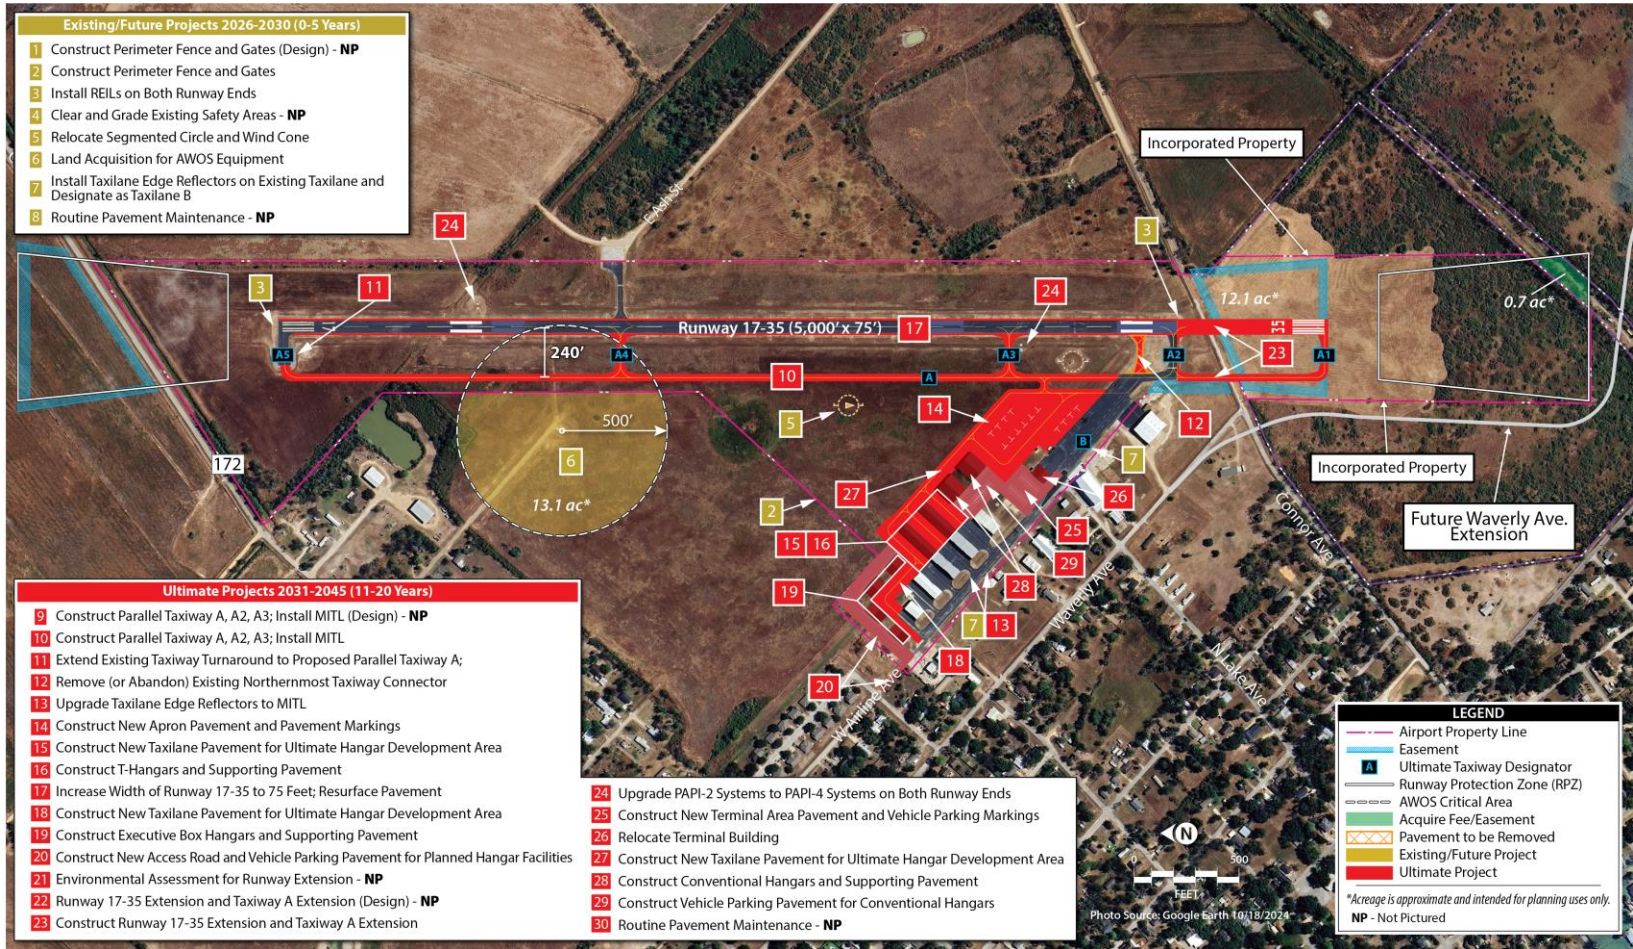 Existing/Future Projects 2026-2030 (0-5 Years)
1 Construct Perimeter Fence and Gates (Design) - NP
2 Construct Perimeter Fence and Gates
3 Install REILs on Both Runway Ends
4 Clear and Grade Existing Safety Areas - NP
5 Relocate Segmented Circle and Wind Cone
6 Land Acquisition for AWOS Equipment
7 Install Taxilane Edge Reflectors on Existing Taxilane and
Designate as Taxilane B
8 Routine Pavement Maintenance - NP
E Ash St
Incorporated Property
24
3
3
11
24
12.1 ac*
0.7 ac*
Runway 17-35 (5,000' x 75')
17
35
A5
240'
A4
A3
A2
23
A1
10
A
14
12
5
500'
B
7
6
172
13.1 ac*
27
26
Incorporated Property
2
25
Connor Ave
Future Waverly Ave.
Extension
15 16
29
28
Waverly Ave
19
7 13
18
N Lake Ave
20
W Airline Ave
Ultimate Projects 2031-2045 (11-20 Years)
9 Construct Parallel Taxiway A, A2, A3; Install MITL (Design) - NP
10 Construct Parallel Taxiway A, A2, A3; Install MITL
11 Extend Existing Taxiway Turnaround to Proposed Parallel Taxiway A;
12 Remove (or Abandon) Existing Northernmost Taxiway Connector
13 Upgrade Taxilane Edge Reflectors to MITL
14 Construct New Apron Pavement and Pavement Markings
15 Construct New Taxilane Pavement for Ultimate Hangar Development Area
16 Construct T-Hangars and Supporting Pavement
17 Increase Width of Runway 17-35 to 75 Feet; Resurface Pavement
18 Construct New Taxilane Pavement for Ultimate Hangar Development Area
19 Construct Executive Box Hangars and Supporting Pavement
20 Construct New Access Road and Vehicle Parking Pavement for Planned Hangar Facilities
21 Environmental Assessment for Runway Extension - NP
22 Runway 17-35 Extension and Taxiway A Extension (Design) - NP
23 Construct Runway 17-35 Extension and Taxiway A Extension
24 Upgrade PAPI-2 Systems to PAPI-4 Systems on Both Runway Ends
25 Construct New Terminal Area Pavement and Vehicle Parking Markings
26 Relocate Terminal Building
27 Construct New Taxilane Pavement for Ultimate Hangar Development Area
28 Construct Conventional Hangars and Supporting Pavement
29 Construct Vehicle Parking Pavement for Conventional Hangars
30 Routine Pavement Maintenance - NP
N
0 500
FEET
Photo Source: Google Earth 10/18/2024
LEGEND
Airport Property Line
Easement
A Ultimate Taxiway Designator
Runway Protection Zone (RPZ)
AWOS Critical Area
Acquire Fee/Easement
Pavement to be Removed
Existing/Future Project
Ultimate Project
*Acreage is approximate and intended for planning uses only.
NP - Not Pictured